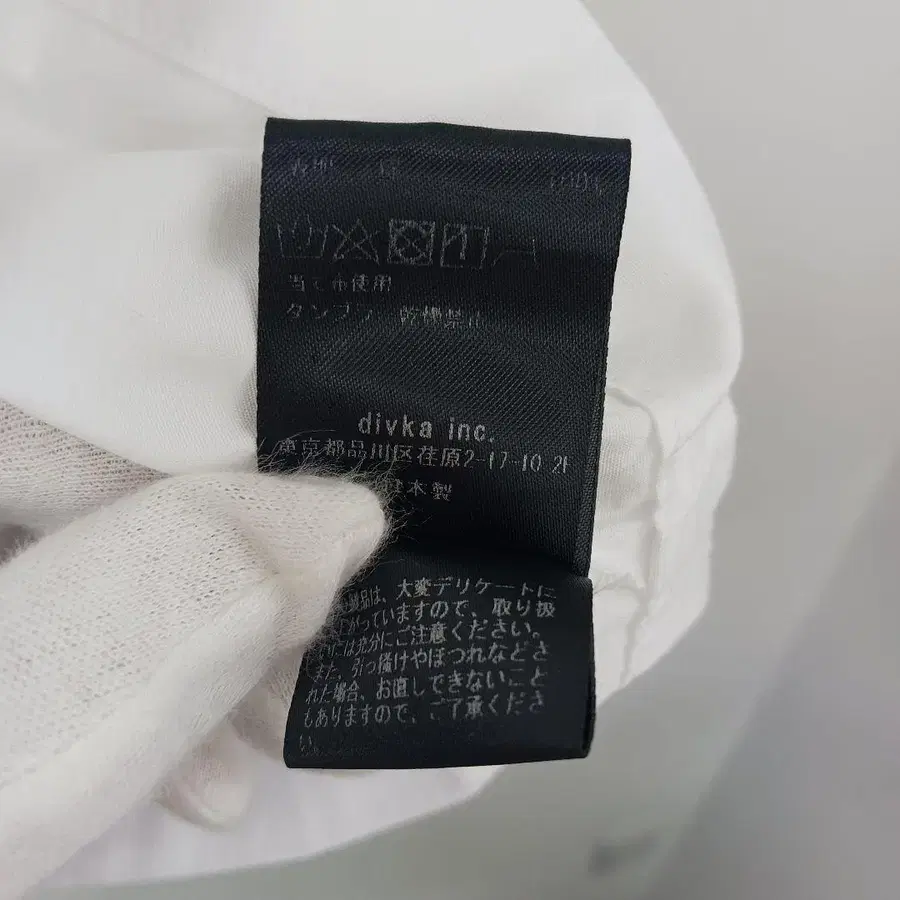 当て布使用
タンブラー乾燥禁止
divka inc.
東京都品川区荏原2-17-10 2F
日本製
製品は、大変デリケートに
がっていますので、取り扱
には充分にご注意ください。
また、引っ掻けやほつれなどさ
れた場合、お直しできないこと
もありますので、ご了承くださ
い。